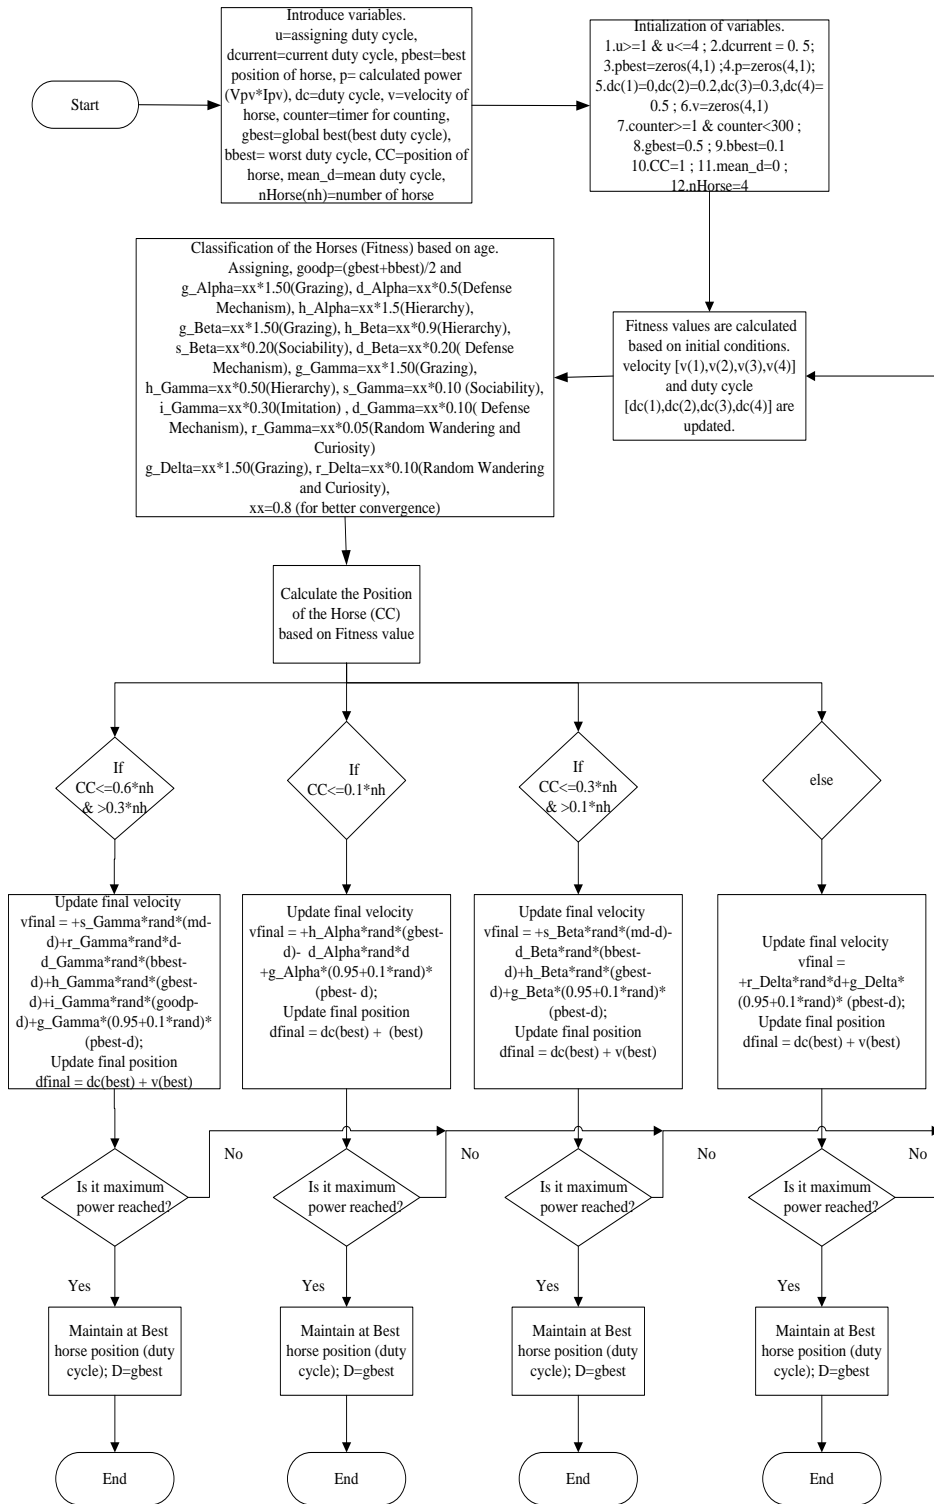 Start
Introduce variables.
u=assigning duty cycle,
dcurrent=current duty cycle, pbest=best
position of horse, p= calculated power
(Vpv*Ipv), dc=duty cycle, v=velocity of
horse, counter=timer for counting,
gbest=global best(best duty cycle),
bbest= worst duty cycle, CC=position of
horse, mean_d=mean duty cycle,
nHorse(nh)=number of horse
Intialization of variables.
1.u>=1 & u<=4 ; 2.dcurrent = 0. 5;
3.pbest=zeros(4,1) ;4.p=zeros(4,1);
5.dc(1)=0,dc(2)=0.2,dc(3)=0.3,dc(4)=
0.5 ; 6.v=zeros(4,1)
7.counter>=1 & counter<300 ;
8.gbest=0.5 ; 9.bbest=0.1
10.CC=1 ; 11.mean_d=0 ;
12.nHorse=4
Classification of the Horses (Fitness) based on age.
Assigning, goodp=(gbest+bbest)/2 and
g_Alpha=xx*1.50(Grazing), d_Alpha=xx*0.5(Defense
Mechanism), h_Alpha=xx*1.5(Hierarchy),
g_Beta=xx*1.50(Grazing), h_Beta=xx*0.9(Hierarchy),
s_Beta=xx*0.20(Sociability), d_Beta=xx*0.20( Defense
Mechanism), g_Gamma=xx*1.50(Grazing),
h_Gamma=xx*0.50(Hierarchy), s_Gamma=xx*0.10 (Sociability),
i_Gamma=xx*0.30(Imitation) , d_Gamma=xx*0.10( Defense
Mechanism), r_Gamma=xx*0.05(Random Wandering and
Curiosity)
g_Delta=xx*1.50(Grazing), r_Delta=xx*0.10(Random Wandering
and Curiosity),
xx=0.8 (for better convergence)
Fitness values are calculated
based on initial conditions.
velocity [v(1),v(2),v(3),v(4)]
and duty cycle
[dc(1),dc(2),dc(3),dc(4)] are
updated.
Calculate the Position
of the Horse (CC)
based on Fitness value
If
CC<=0.6*nh
& >0.3*nh
If
CC<=0.1*nh
If
CC<=0.3*nh
& >0.1*nh
else
Update final velocity
vfinal = +s_Gamma*rand*(md-
d)+r_Gamma*rand*d-
d_Gamma*rand*(bbest-
d)+h_Gamma*rand*(gbest-
d)+i_Gamma*rand*(goodp-
d)+g_Gamma*(0.95+0.1*rand)*
(pbest-d);
Update final position
dfinal = dc(best) + v(best)
Update final velocity
vfinal = +h_Alpha*rand*(gbest-
d)- d_Alpha*rand*d
+g_Alpha*(0.95+0.1*rand)*
(pbest- d);
Update final position
dfinal = dc(best) + (best)
Update final velocity
vfinal = +s_Beta*rand*(md-d)-
d_Beta*rand*(bbest-
d)+h_Beta*rand*(gbest-
d)+g_Beta*(0.95+0.1*rand)*
(pbest-d);
Update final position
dfinal = dc(best) + v(best)
Update final velocity
vfinal =
+r_Delta*rand*d+g_Delta*
(0.95+0.1*rand)* (pbest-d);
Update final position
dfinal = dc(best) + v(best)
No
No
No
No
Is it maximum
power reached?
Is it maximum
power reached?
Is it maximum
power reached?
Is it maximum
power reached?
Yes
Yes
Yes
Yes
Maintain at Best
horse position (duty
cycle); D=gbest
Maintain at Best
horse position (duty
cycle); D=gbest
Maintain at Best
horse position (duty
cycle); D=gbest
Maintain at Best
horse position (duty
cycle); D=gbest
End
End
End
End